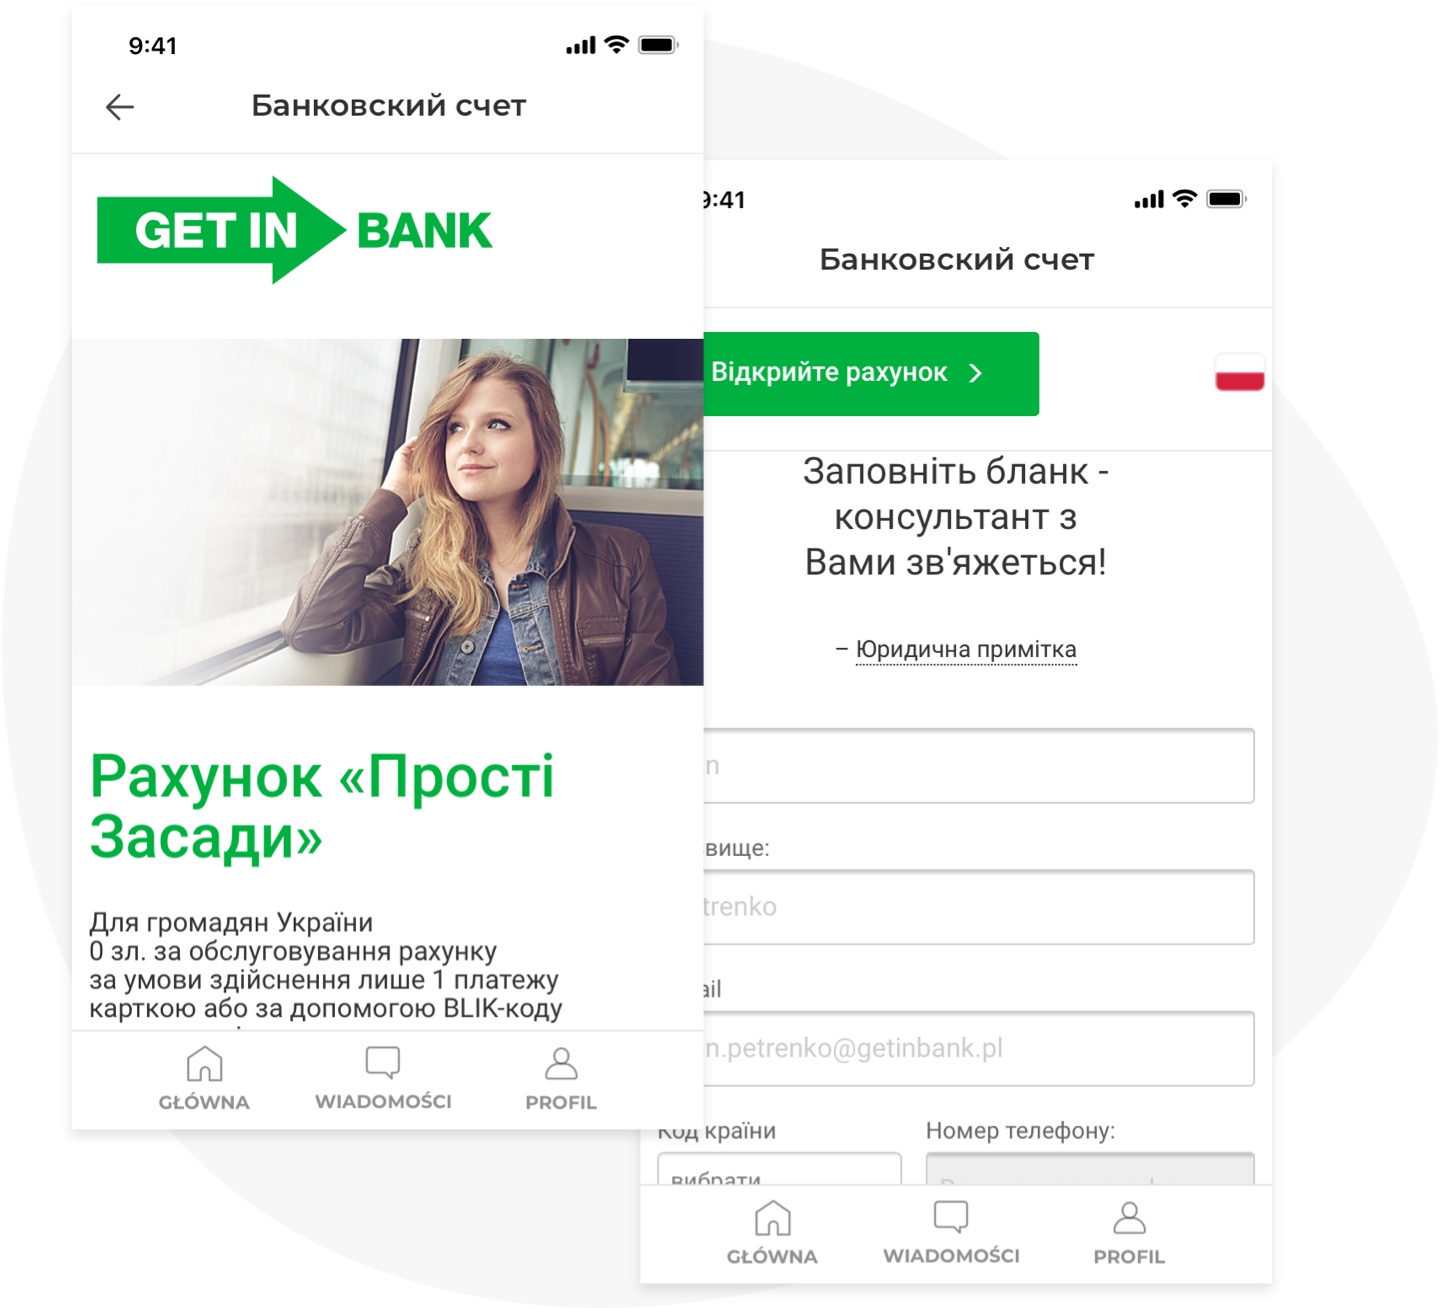 9:41
Банковский счет
GET IN BANK
Рахунок «Прості
Засади»
Для громадян України
0 зл. за обслуговування рахунку
за умови здійснення лише 1 платежу
карткою або за допомогою BLIK-коду
GŁÓWNA
WIADOMOŚCI
PROFIL
9:41
Банковский счет
Відкрийте рахунок
Заповніть бланк -
консультант з
Вами зв'яжеться!
– Юридична примітка
n
вище:
trenko
ail
n.petrenko@getinbank.pl
Код країни
Номер телефону:
вибрати
GŁÓWNA
WIADOMOŚCI
PROFIL